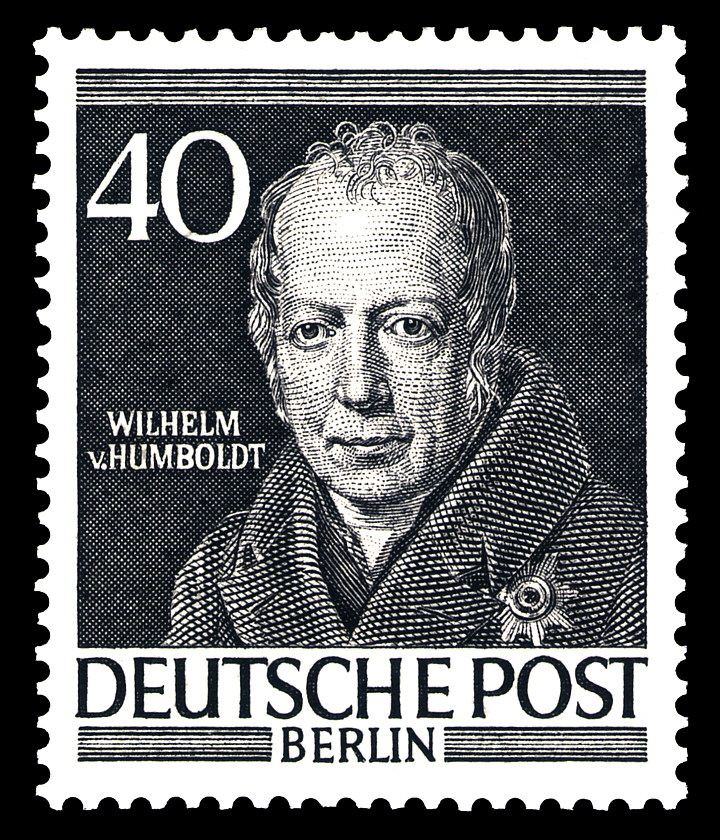 40
WILHELM
v.HUMBOLDT
DEUTSCHE POST
BERLIN